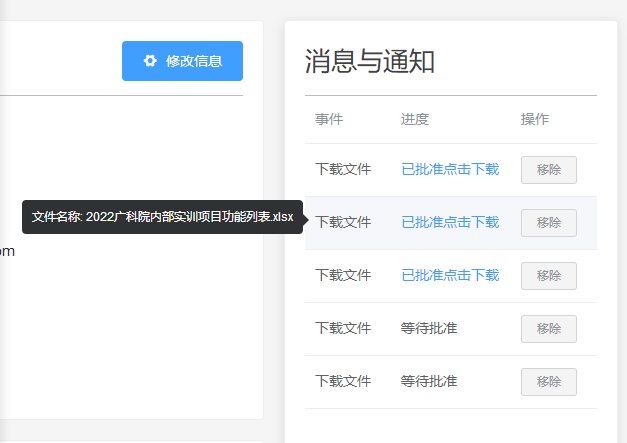 修改信息
消息与通知
事件 进度 操作
下载文件 已批准点击下载 移除
文件名称: 2022广科院内部实训项目功能列表.xlsx
下载文件 已批准点击下载 移除
om
下载文件 已批准点击下载 移除
下载文件 等待批准 移除
下载文件 等待批准 移除